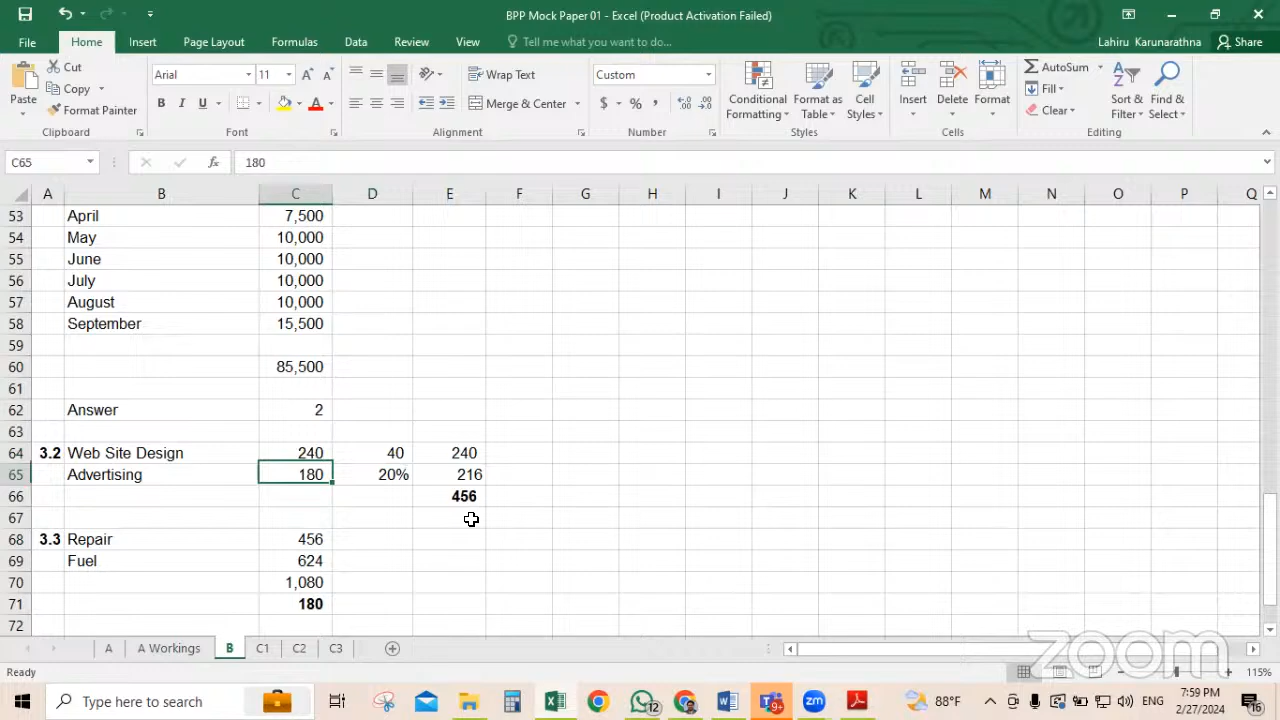 BPP Mock Paper 01 - Excel (Product Activation Failed)
File Home Insert Page Layout Formulas Data Review View Tell me what you want to do... Lahiru Karunarathna Share
Paste Cut Copy Format Painter Clipboard
Arial 11 A A B I U A Font
Wrap Text Merge & Center Alignment
Custom $ % , Number
Conditional Formatting Format as Table Cell Styles Styles
Insert Delete Format Cells
AutoSum Fill Clear Sort & Filter Find & Select Editing
C65 fx 180
A B C D E F G H I J K L M N O P Q
53 April 7,500
54 May 10,000
55 June 10,000
56 July 10,000
57 August 10,000
58 September 15,500
59
60 85,500
61
62 Answer 2
63
64 3.2 Web Site Design 240 40 240
65 Advertising 180 20% 216
66 456
67
68 3.3 Repair 456
69 Fuel 624
70 1,080
71 180
72
A A Workings B C1 C2 C3
zoom
Ready 115%
Type here to search 12 9+ 88°F ENG 7:59 PM 2/27/2024 16